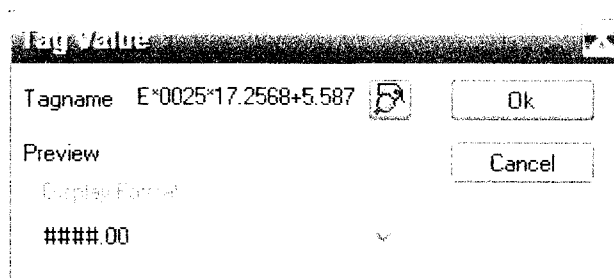 Tag Value
Tagname E*0025*17.2568+5.587
Ok
Preview
Cancel
Display Format
####.00